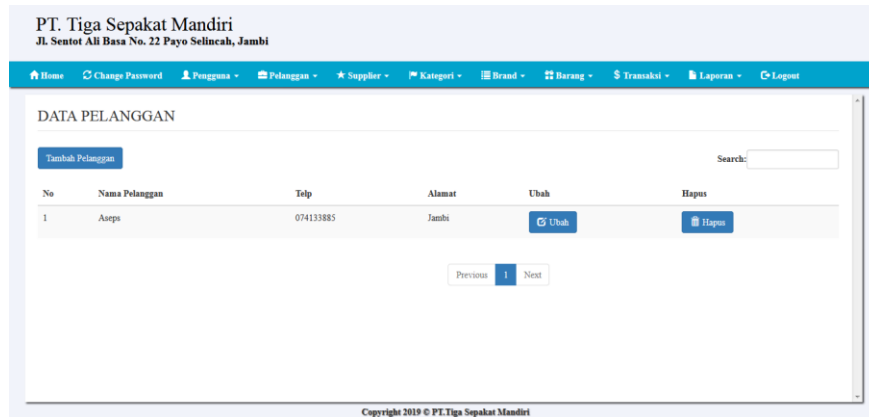 PT. Tiga Sepakat Mandiri
Jl. Sentot Ali Basa No. 22 Payo Selincah, Jambi
Home Change Password Pengguna Pelanggan Supplier Kategori Brand Barang $ Transaksi Laporan Logout
DATA PELANGGAN
Tambah Pelanggan Search:
No Nama Pelanggan Telp Alamat Ubah Hapus
1 Aseps 074133885 Jambi Ubah Hapus
Previous 1 Next
Copyright 2019 © PT.Tiga Sepakat Mandiri